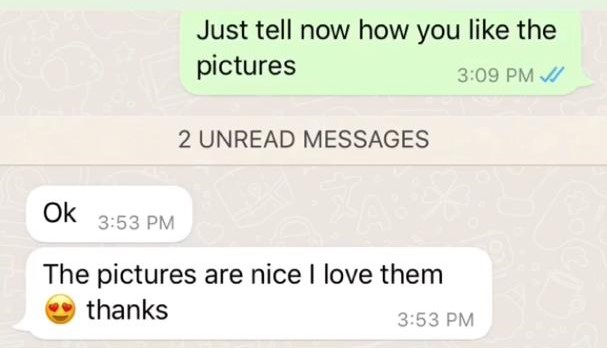 Just tell now how you like the
pictures
3:09 PM
2 UNREAD MESSAGES
Ok 3:53 PM
The pictures are nice I love them
😍 thanks
3:53 PM